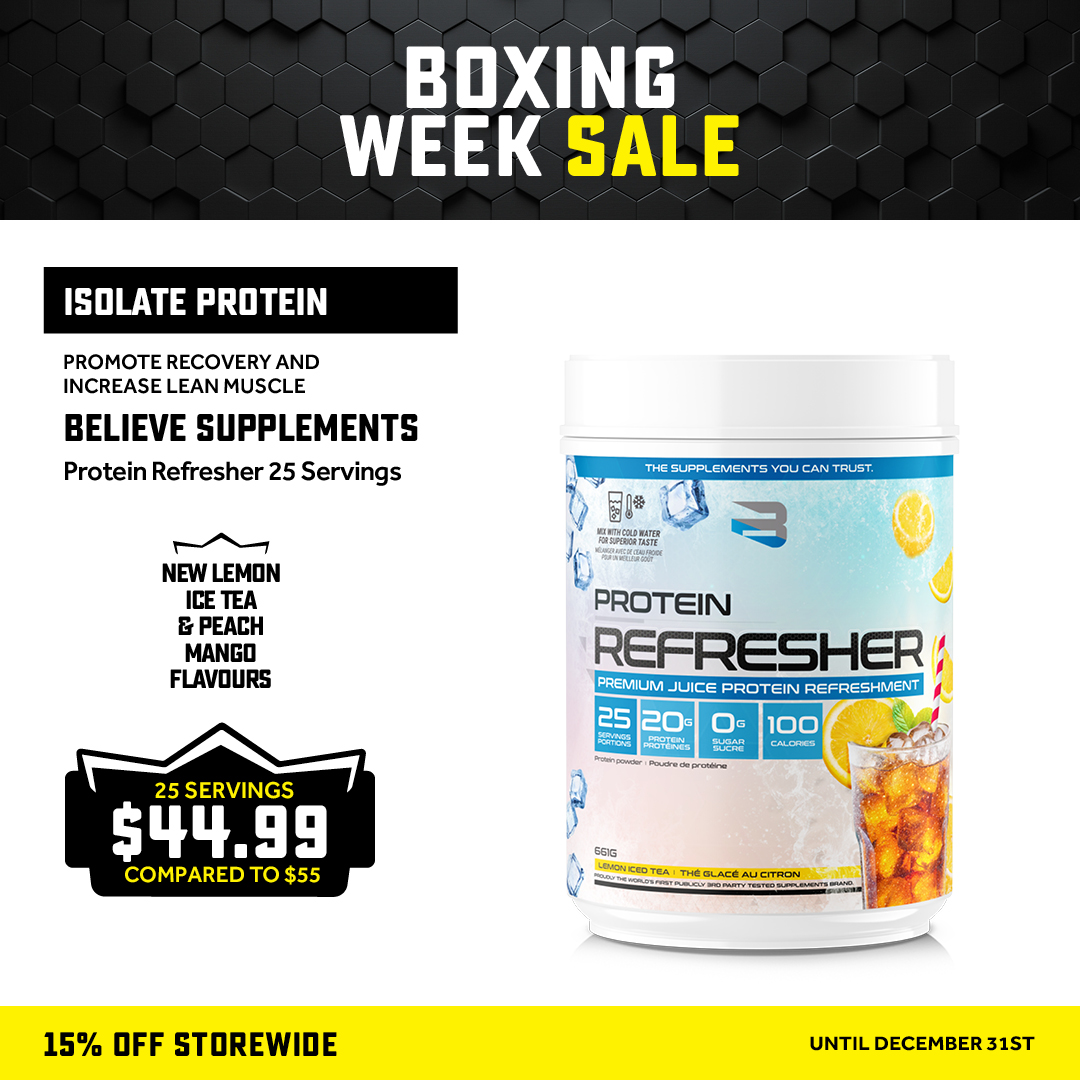 BOXING
WEEK SALE
ISOLATE PROTEIN
PROMOTE RECOVERY AND
INCREASE LEAN MUSCLE
BELIEVE SUPPLEMENTS
Protein Refresher 25 Servings
NEW LEMON
ICE TEA
& PEACH
MANGO
FLAVOURS
25 SERVINGS
$44.99
COMPARED TO $55
THE SUPPLEMENTS YOU CAN TRUST.
MIX WITH COLD WATER
FOR SUPERIOR TASTE
MÉLANGER AVEC DE L'EAU FROIDE
POUR UN MEILLEUR GOÛT
PROTEIN
REFRESHER
PREMIUM JUICE PROTEIN REFRESHMENT
25 SERVINGS PORTIONS
20G PROTEIN PROTÉINES
0G SUGAR SUCRE
100 CALORIES
Protein powder | Poudre de protéine
661G
LEMON ICED TEA | THÉ GLACÉ AU CITRON
PROUDLY THE WORLD'S FIRST PUBLICLY 3RD PARTY TESTED SUPPLEMENTS BRAND.
15% OFF STOREWIDE
UNTIL DECEMBER 31ST